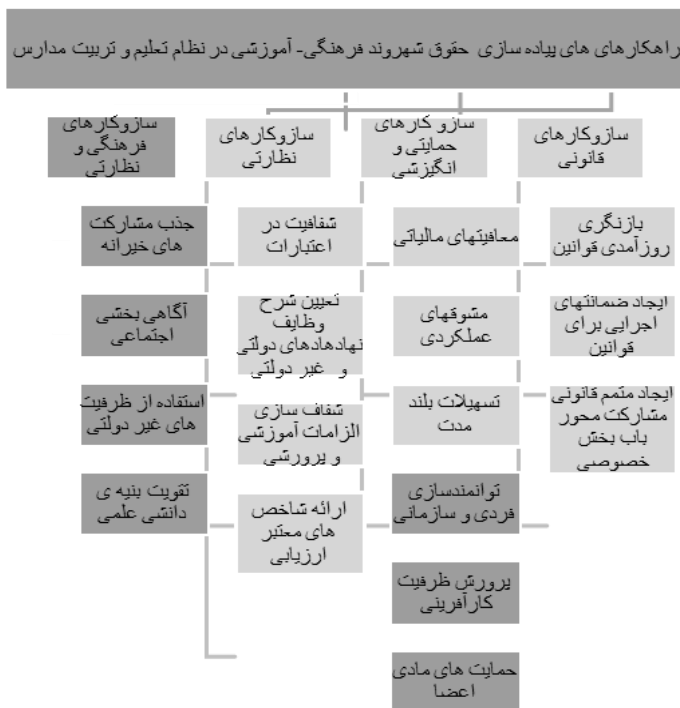 راهکارهای های پیاده سازی حقوق شهروند فرهنگی- آموزشی در نظام تعلیم و تربیت مدارس
سازوکارهای
قانونی
سازو کارهای
حمایتی و
انگیزشی
سازوکارهای
نظارتی
سازوکارهای
فرهنگی و
نظارتی
بازنگری
روزآمدی قوانین
ایجاد ضمانتهای
اجرایی برای
قوانین
ایجاد متمم قانونی
مشارکت محور
باب بخش
خصوصی
معافیتهای مالیاتی
مشوقهای
عملکردی
تسهیلات بلند
مدت
توانمندسازی
فردی و سازمانی
پرورش ظرفیت
کارآفرینی
حمایت های مادی
اعضا
شفافیت در
اعتبارات
تعیین شرح
وظایف
نهادهادهای دولتی
و غیر دولتی
شفاف سازی
الزامات آموزشی
و پرورشی
ارائه شاخص
های معتبر
ارزیابی
جذب مشارکت
های خیرانه
آگاهی بخشی
اجتماعی
استفاده از ظرفیت
های غیر دولتی
تقویت بنیه ی
دانشی علمی